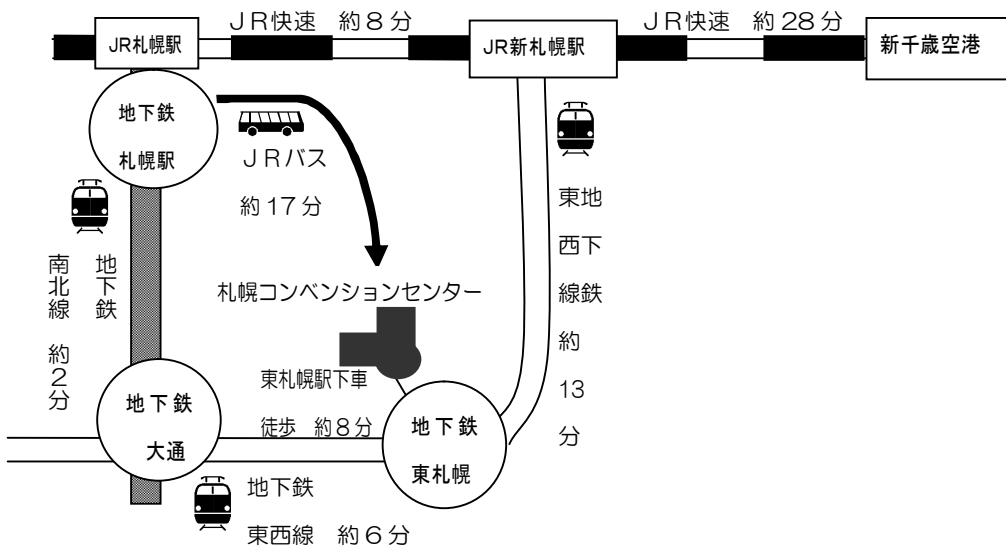 ＪＲ快速　約８分
ＪＲ快速　約28分
JR札幌駅
JR新札幌駅
新千歳空港
地下鉄
札幌駅
ＪＲバス
約17分
地下鉄
南北線　約２分
札幌コンベンションセンター
地下鉄
東西線
約
13
分
東札幌駅下車
徒歩　約８分
地下鉄
大通
地下鉄
東札幌
地下鉄
東西線　約６分